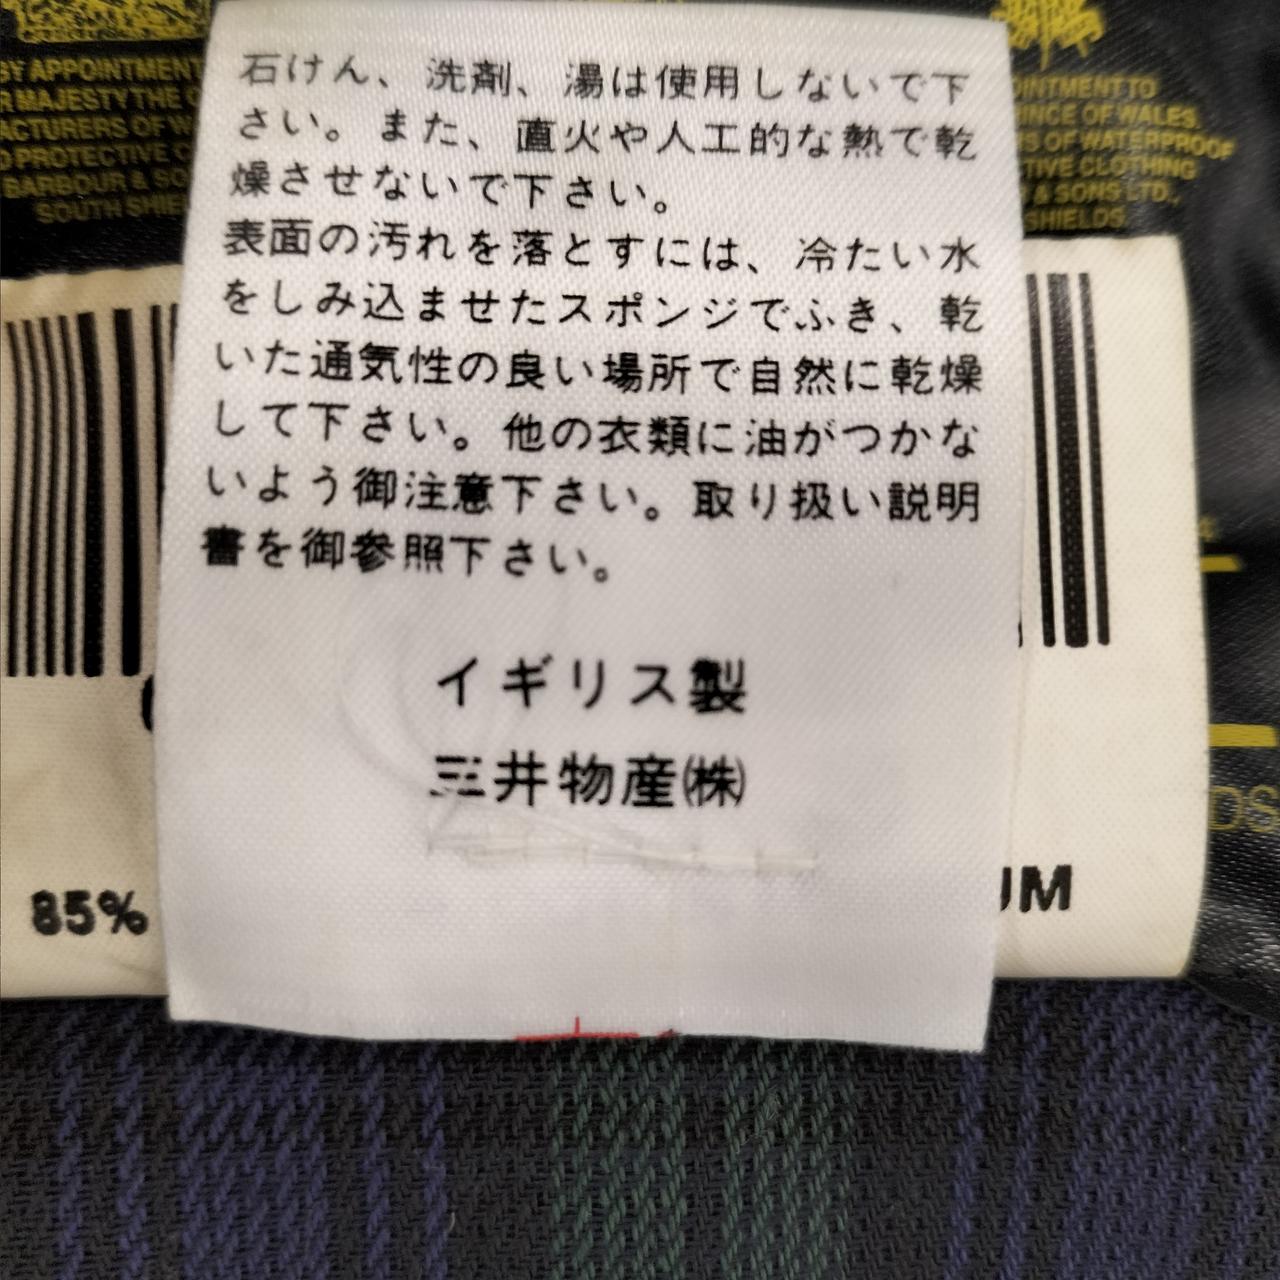 石けん、洗剤、湯は使用しないで下
さい。また、直火や人工的な熱で乾
燥させないで下さい。
表面の汚れを落とすには、冷たい水
をしみ込ませたスポンジでふき、乾
いた通気性の良い場所で自然に乾燥
して下さい。他の衣類に油がつかな
いよう御注意下さい。取り扱い説明
書を御参照下さい。
イギリス製
三井物産㈱
BY APPOINTMENT
MAJESTY THE
OF
PROTECTIVE
BARBOUR &
SOUTH
TO
OF WALES,
OF WATERPROOF
CLOTHING
& SONS LTD.,
SHIELDS.
85%